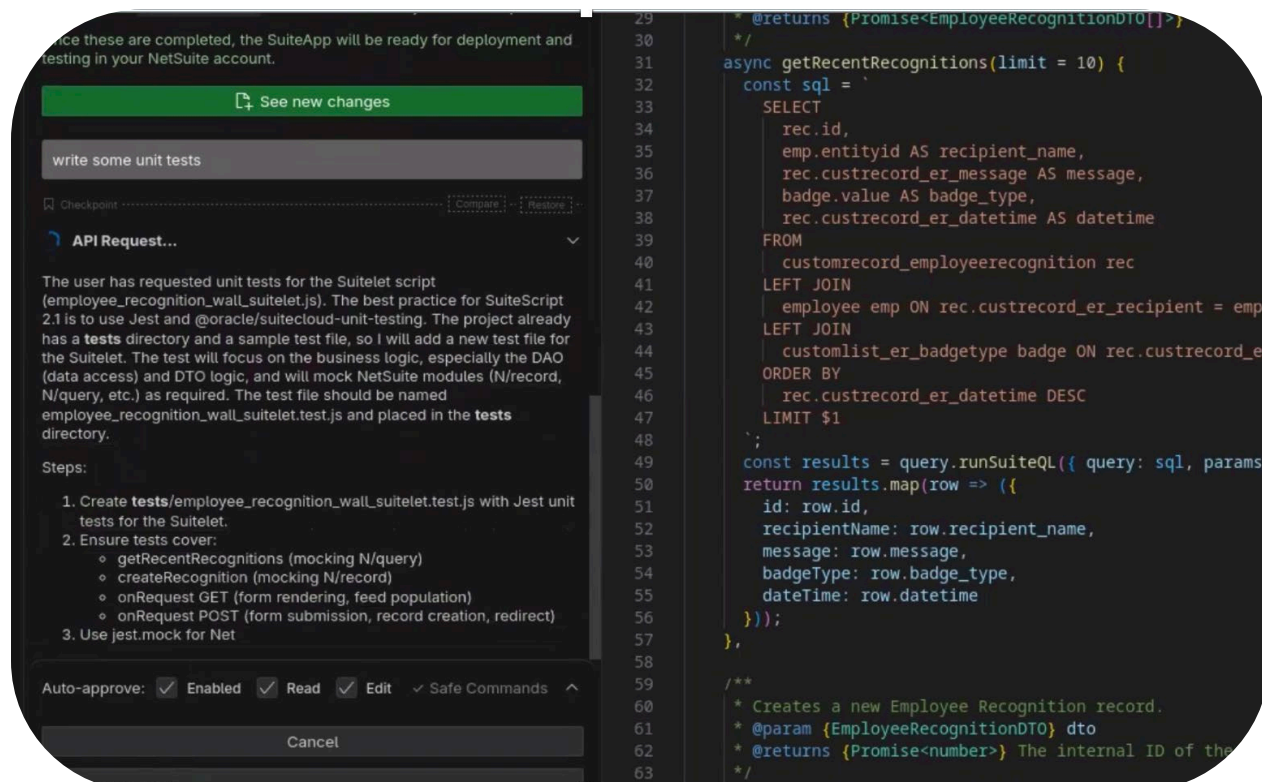 these are completed, the SuiteApp will be ready for deployment and
testing in your NetSuite account.
See new changes
write some unit tests
Checkpoint
Compare
Restore
API Request...
The user has requested unit tests for the Suitelet script
(employee_recognition_wall_suitelet.js). The best practice for SuiteScript
2.1 is to use Jest and @oracle/suitecloud-unit-testing. The project already
has a tests directory and a sample test file, so I will add a new test file for
the Suitelet. The test will focus on the business logic, especially the DAO
(data access) and DTO logic, and will mock NetSuite modules (N/record,
N/query, etc.) as required. The test file should be named
employee_recognition_wall_suitelet.test.js and placed in the tests
directory.
Steps:
1. Create tests/employee_recognition_wall_suitelet.test.js with Jest unit
tests for the Suitelet.
2. Ensure tests cover:
getRecentRecognitions (mocking N/query)
createRecognition (mocking N/record)
onRequest GET (form rendering, feed population)
onRequest POST (form submission, record creation, redirect)
3. Use jest.mock for Net
Auto-approve: Enabled Read Edit ✓ Safe Commands
Cancel
29 * @returns {Promise<EmployeeRecognitionDTO[]>}
30 */
31 async getRecentRecognitions(limit = 10) {
32 const sql = `
33 SELECT
34 rec.id,
35 emp.entityid AS recipient_name,
36 rec.custrecord_er_message AS message,
37 badge.value AS badge_type,
38 rec.custrecord_er_datetime AS datetime
39 FROM
40 customrecord_employeerecognition rec
41 LEFT JOIN
42 employee emp ON rec.custrecord_er_recipient = emp
43 LEFT JOIN
44 customlist_er_badgetype badge ON rec.custrecord_e
45 ORDER BY
46 rec.custrecord_er_datetime DESC
47 LIMIT $1
48 `;
49 const results = query.runSuiteQL({ query: sql, params
50 return results.map(row => ({
51 id: row.id,
52 recipientName: row.recipient_name,
53 message: row.message,
54 badgeType: row.badge_type,
55 dateTime: row.datetime
56 }));
57 },
58
59 /**
60 * Creates a new Employee Recognition record.
61 * @param {EmployeeRecognitionDTO} dto
62 * @returns {Promise<number>} The internal ID of the
63 */